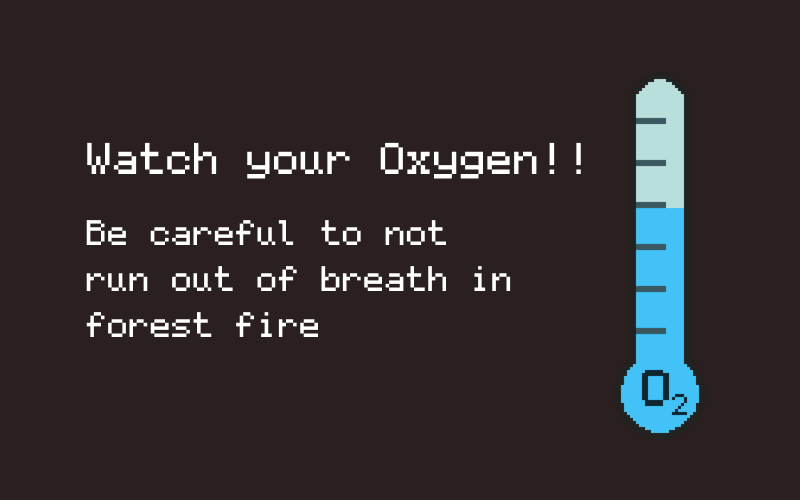 Watch your Oxygen!!
Be careful to not
run out of breath in
forest fire
O₂